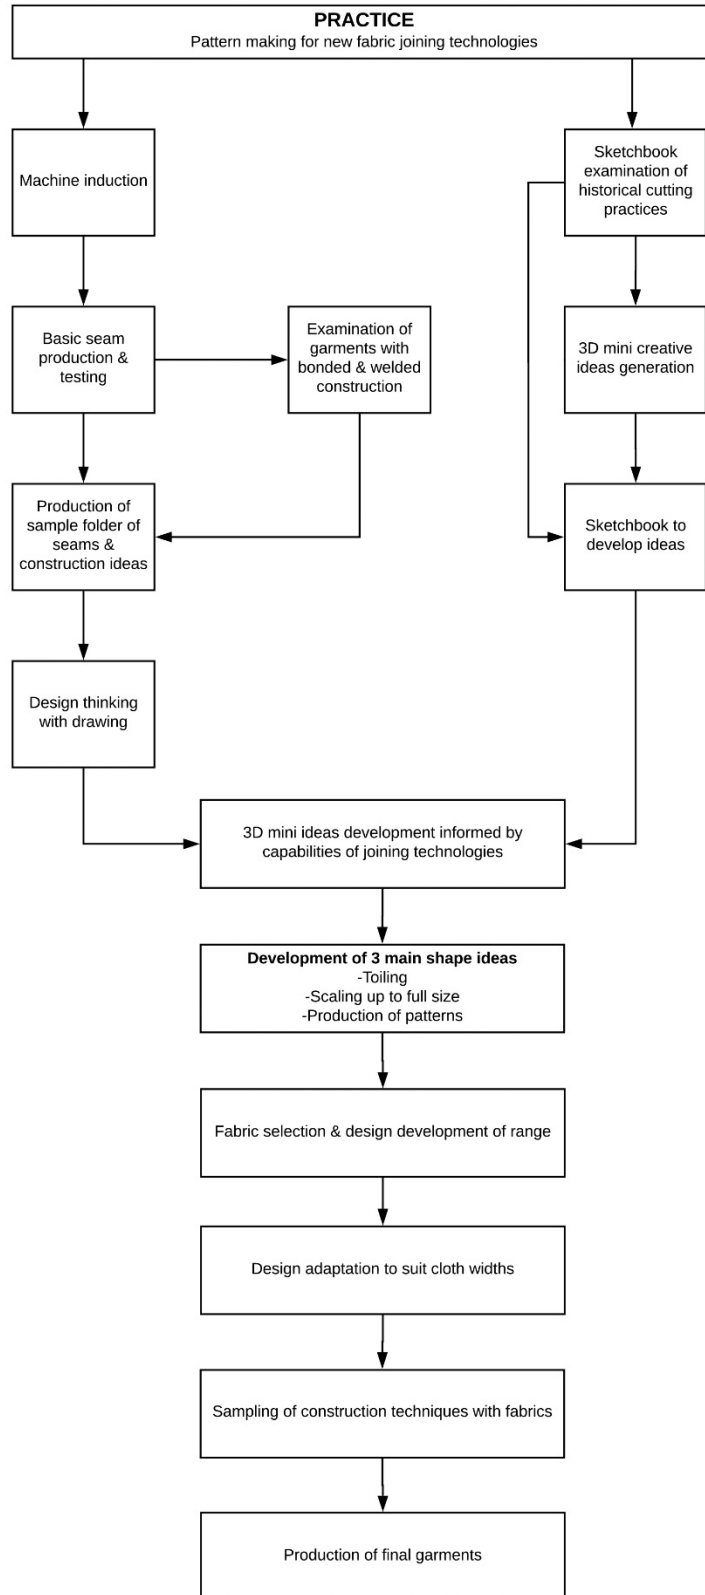 PRACTICE
Pattern making for new fabric joining technologies
Machine induction
Sketchbook
examination of
historical cutting
practices
Basic seam
production &
testing
Examination of
garments with
bonded & welded
construction
3D mini creative
ideas generation
Production of
sample folder of
seams &
construction ideas
Sketchbook to
develop ideas
Design thinking
with drawing
3D mini ideas development informed by
capabilities of joining technologies
Development of 3 main shape ideas
-Toiling
-Scaling up to full size
-Production of patterns
Fabric selection & design development of range
Design adaptation to suit cloth widths
Sampling of construction techniques with fabrics
Production of final garments